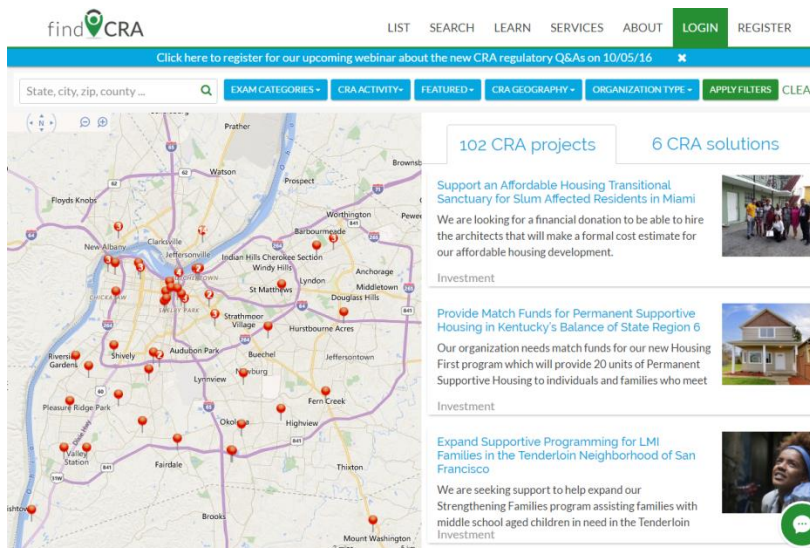 find CRA
LIST SEARCH LEARN SERVICES ABOUT LOGIN REGISTER
Click here to register for our upcoming webinar about the new CRA regulatory Q&As on 10/05/16 ×
State, city, zip, county ... EXAM CATEGORIES CRA ACTIVITY FEATURED CRA GEOGRAPHY ORGANIZATION TYPE APPLY FILTERS CLEA
N
Prather
Watson
Prospect
Floyds Knobs
Worthington
New Albany
Clarksville
Jeffersonville
Barbourmeade
Indian Hills Cherokee Section
Windy Hills
Lyndon
Anchorage
Middletown
St Matthews
Douglas Hills
CHICKASAW
SHELBY PARK
Strathmoor
Village
Hurstbourne Acres
Audubon Park
Shively
Buechel
Jeffersontown
Gardens
Lynnview
Pleasure Ridge Park
Fern Creek
Highview
Valley
Station
Fairdale
Thixton
Brooks
Mount Washington
102 CRA projects
6 CRA solutions
Support an Affordable Housing Transitional
Sanctuary for Slum Affected Residents in Miami
We are looking for a financial donation to be able to hire
the architects that will make a formal cost estimate for
our affordable housing development.
Investment
Provide Match Funds for Permanent Supportive
Housing in Kentucky's Balance of State Region 6
Our organization needs match funds for our new Housing
First program which will provide 20 units of Permanent
Supportive Housing to individuals and families who meet
Investment
Expand Supportive Programming for LMI
Families in the Tenderloin Neighborhood of San
Francisco
We are seeking support to help expand our
Strengthening Families program assisting families with
middle school aged children in need in the Tenderloin
Investment